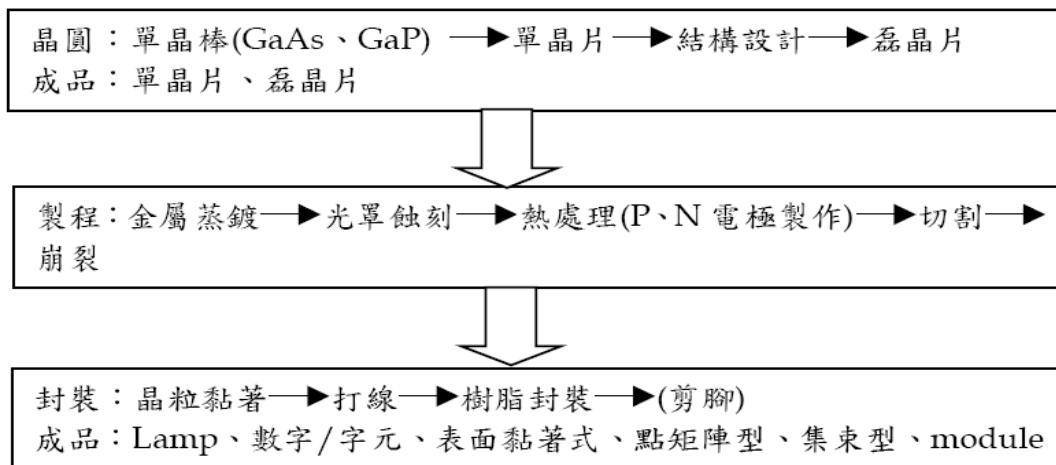 晶圓：單晶棒(GaAs、GaP) → 單晶片 → 結構設計 → 磊晶片
成品：單晶片、磊晶片
製程：金屬蒸鍍 → 光罩蝕刻 → 熱處理(P、N 電極製作) → 切割 →
崩裂
封裝：晶粒黏著 → 打線 → 樹脂封裝 → (剪腳)
成品：Lamp、數字/字元、表面黏著式、點矩陣型、集束型、module